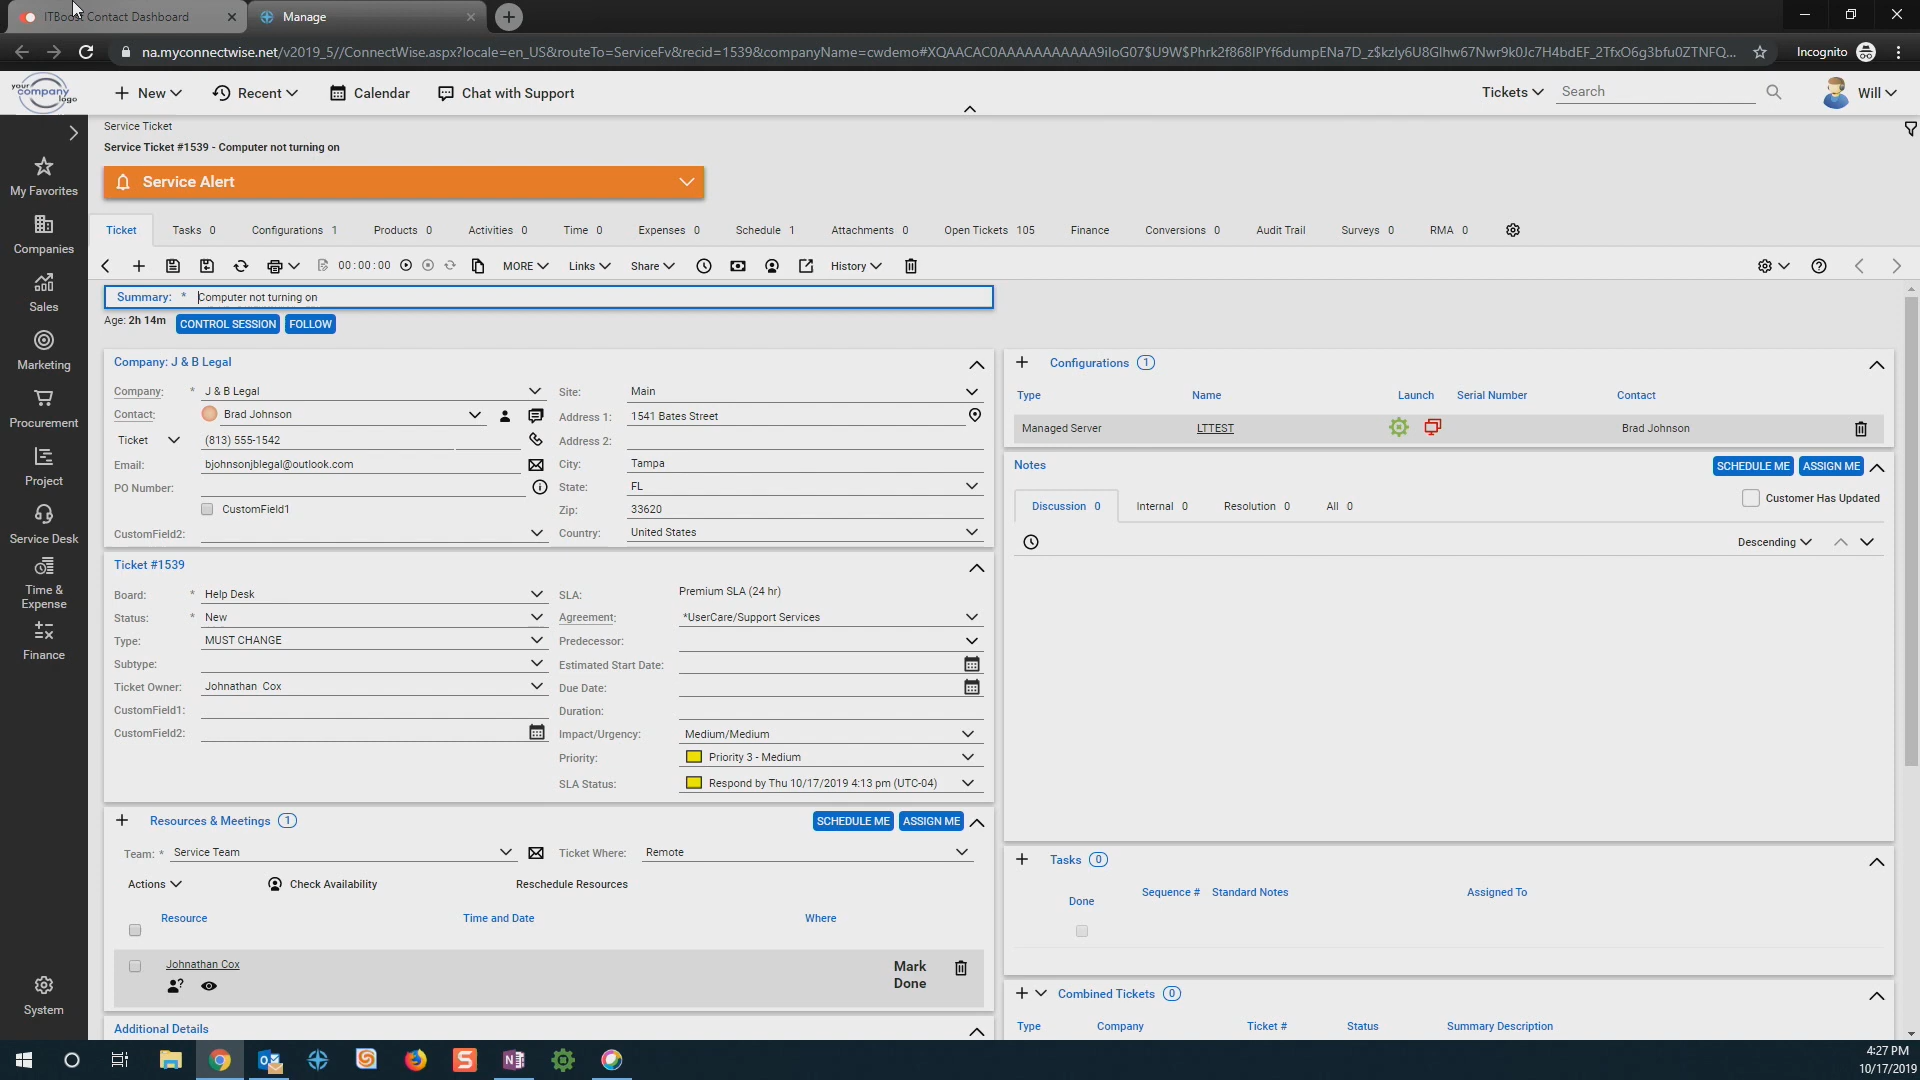 ITBoost Contact Dashboard
Manage
na.myconnectwise.net/v2019_5//ConnectWise.aspx?locale=en_US&routeTo=ServiceFv&recid=1539&companyName=cwdemo#
Incognito
your company logo
New
Recent
Calendar
Chat with Support
Tickets
Search
Will
Service Ticket
Service Ticket #1539 - Computer not turning on
Service Alert
My Favorites
Companies
Sales
Marketing
Procurement
Project
Service Desk
Time &
Expense
Finance
System
Ticket
Tasks 0
Configurations 1
Products 0
Activities 0
Time 0
Expenses 0
Schedule 1
Attachments 0
Open Tickets 105
Finance
Conversions 0
Audit Trail
Surveys 0
RMA 0
00:00:00
MORE
Links
Share
History
Summary: * Computer not turning on
Age: 2h 14m
CONTROL SESSION
FOLLOW
Company: J & B Legal
Company: * J & B Legal
Contact: Brad Johnson
Ticket (813) 555-1542
Email: bjohnsonjblegal@outlook.com
PO Number:
CustomField1
CustomField2:
Site: Main
Address 1: 1541 Bates Street
Address 2:
City: Tampa
State: FL
Zip: 33620
Country: United States
Ticket #1539
Board: * Help Desk
Status: * New
Type: MUST CHANGE
Subtype:
Ticket Owner: Johnathan Cox
CustomField1:
CustomField2:
SLA: Premium SLA (24 hr)
Agreement: *UserCare/Support Services
Predecessor:
Estimated Start Date:
Due Date:
Duration:
Impact/Urgency: Medium/Medium
Priority: Priority 3 - Medium
SLA Status: Respond by Thu 10/17/2019 4:13 pm (UTC-04)
Resources & Meetings 1
SCHEDULE ME
ASSIGN ME
Team: * Service Team
Ticket Where: Remote
Actions
Check Availability
Reschedule Resources
Resource
Time and Date
Where
Johnathan Cox
Mark
Done
Additional Details
Configurations 1
Type
Name
Launch
Serial Number
Contact
Managed Server
LTTEST
Brad Johnson
Notes
SCHEDULE ME
ASSIGN ME
Discussion 0
Internal 0
Resolution 0
All 0
Customer Has Updated
Descending
Tasks 0
Done
Sequence #
Standard Notes
Assigned To
Combined Tickets 0
Type
Company
Ticket #
Status
Summary Description
4:27 PM
10/17/2019